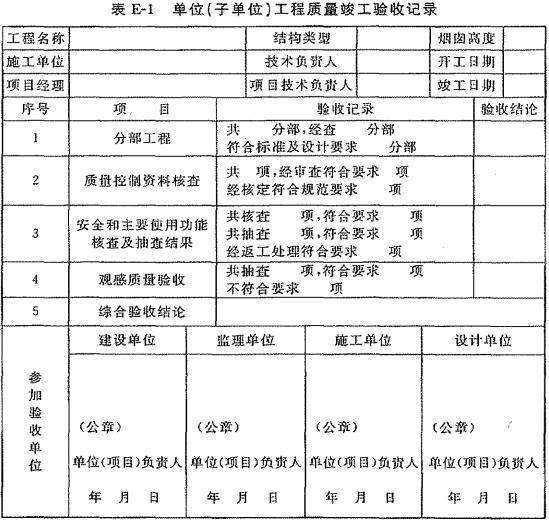 表 E-1 单位(子单位)工程质量竣工验收记录
工程名称 结构类型 烟囱高度
施工单位 技术负责人 开工日期
项目经理 项目技术负责人 竣工日期
序号 项 目 验收记录 验收结论
1 分部工程 共 分部,经查 分部
符合标准及设计要求 分部
2 质量控制资料核查 共 项,经审查符合要求 项
经核定符合规范要求 项
3 安全和主要使用功能
核查及抽查结果
共核查 项,符合要求 项
共抽查 项,符合要求 项
经返工处理符合要求 项
4 观感质量验收 共抽查 项,符合要求 项
不符合要求 项
5 综合验收结论
参加验收单位
建设单位 监理单位 施工单位 设计单位
(公章) (公章) (公章) (公章)
单位(项目)负责人 单位(项目)负责人 单位(项目)负责人 单位(项目)负责人
年 月 日 年 月 日 年 月 日 年 月 日